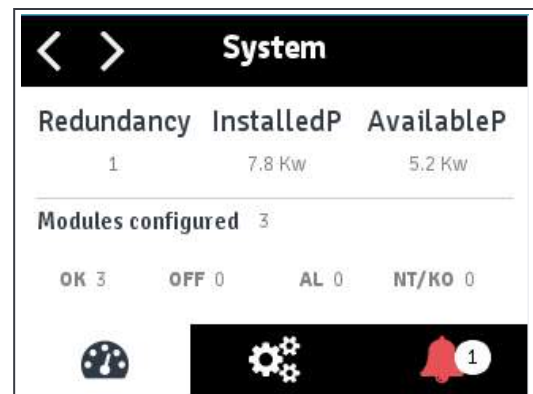 System
Redundancy InstalledP AvailableP
1 7.8 Kw 5.2 Kw
Modules configured 3
OK 3 OFF 0 AL 0 NT/KO 0
1